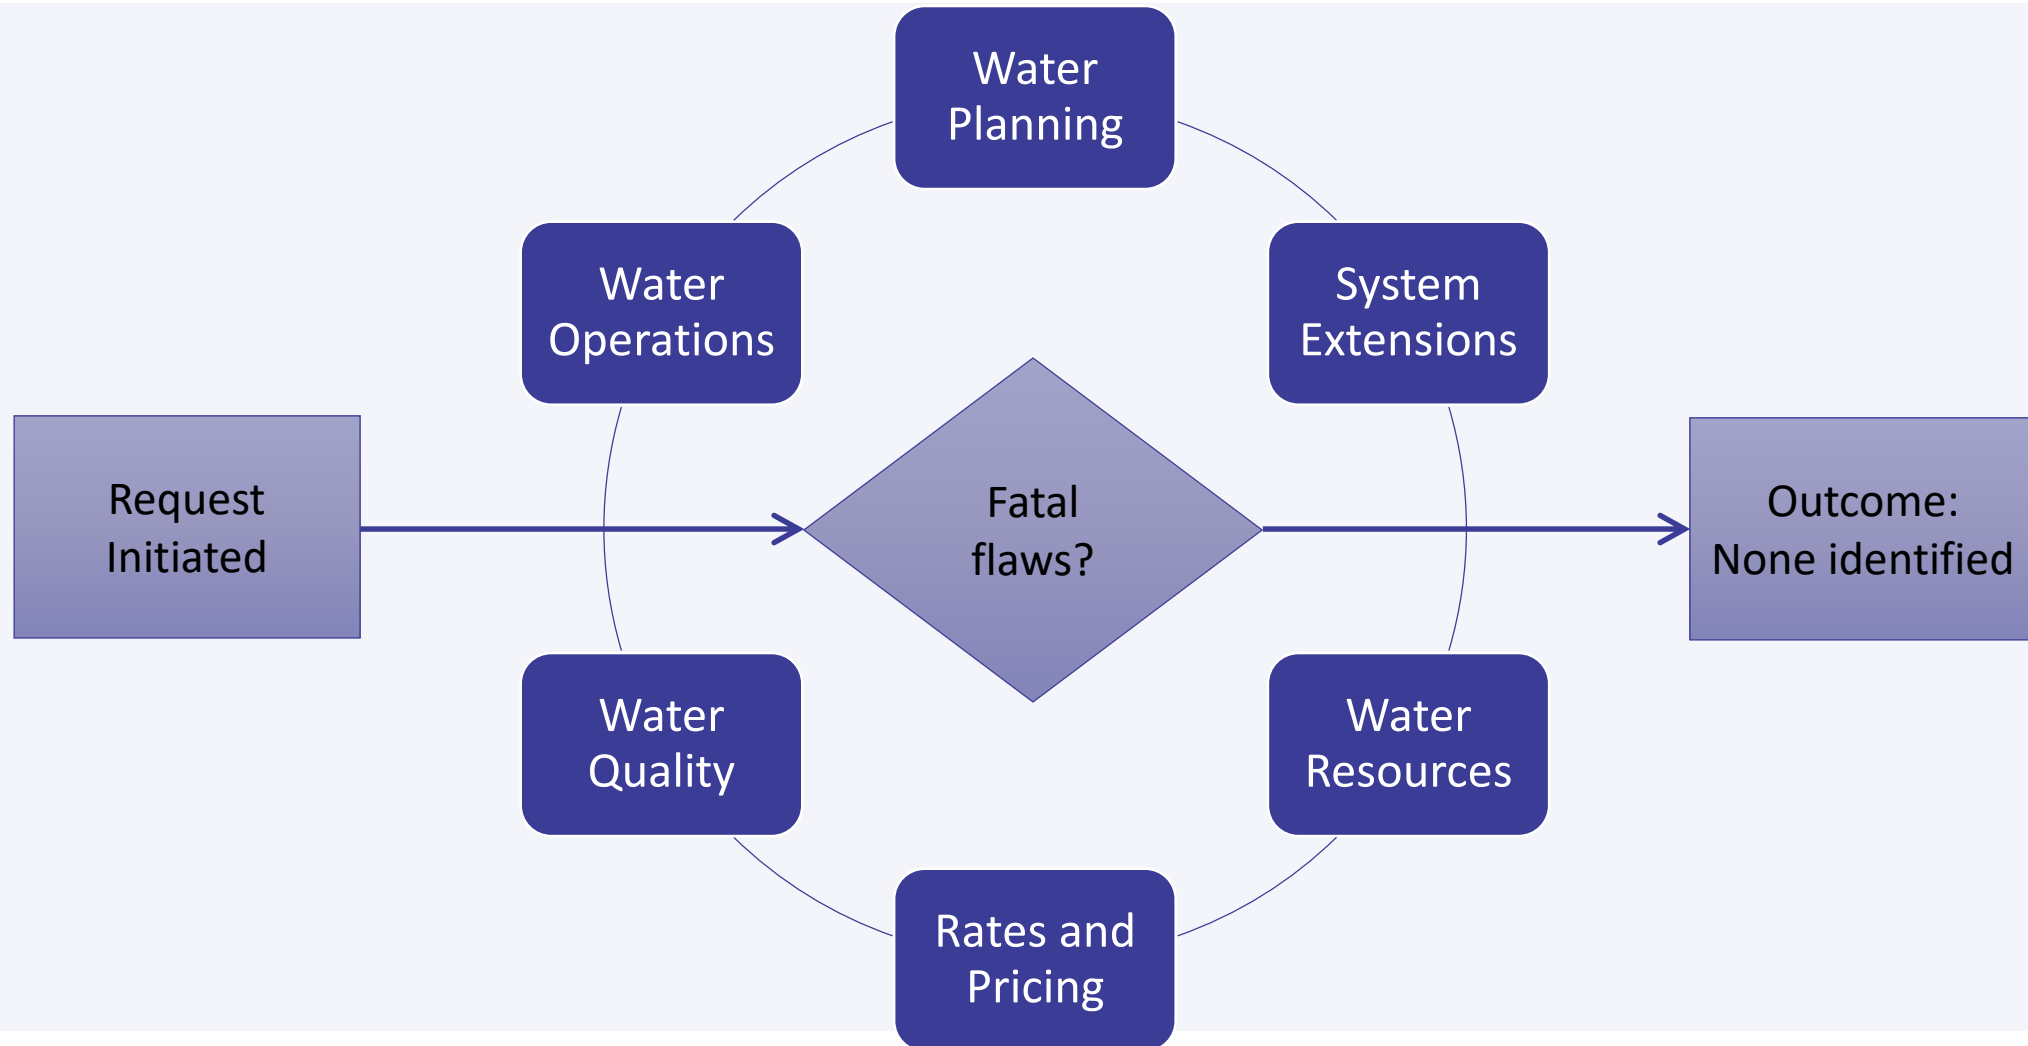 Water
Planning
Water
Operations
System
Extensions
Request
Initiated
Fatal
flaws?
Outcome:
None identified
Water
Quality
Water
Resources
Rates and
Pricing